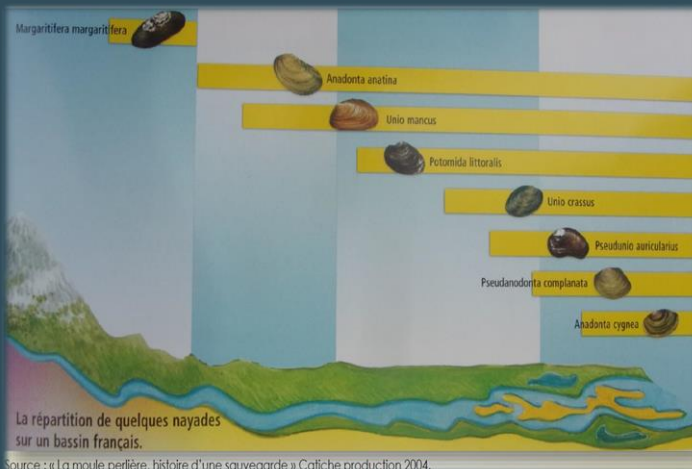 Margaritifera margaritifera
Anadonta anatina
Unio mancus
Potomida littoralis
Unio crassus
Pseudunio auricularius
Pseudanodonta complanata
Anadonta cygnea
La répartition de quelques nayades
sur un bassin français.
Source : « La moule perlière, histoire d'une sauvegarde » Catiche production 2004.